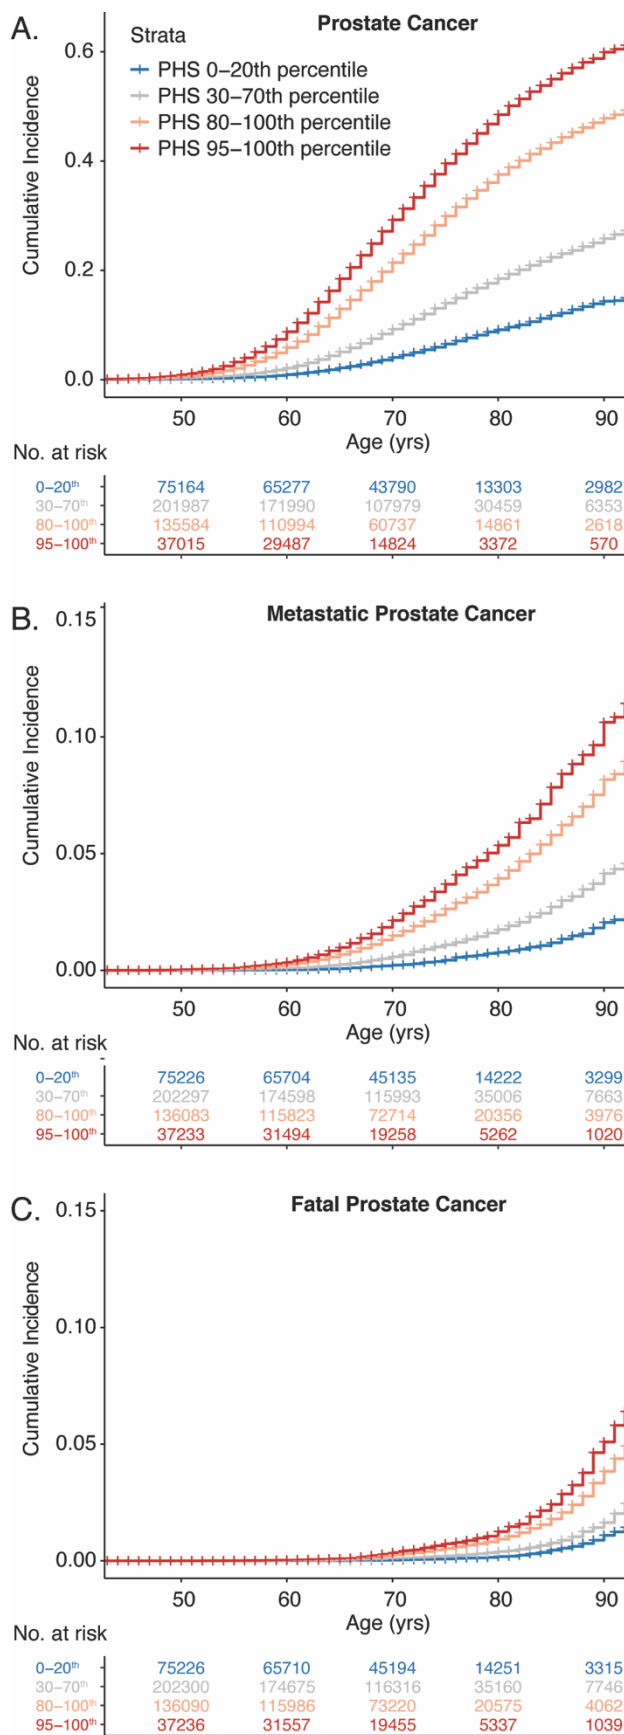 A.
Prostate Cancer
Strata
PHS 0–20th percentile
PHS 30–70th percentile
PHS 80–100th percentile
PHS 95–100th percentile
Cumulative Incidence
0.6
0.4
0.2
0.0
50 60 70 80 90
Age (yrs)
No. at risk
0–20th 75164 65277 43790 13303 2982
30–70th 201987 171990 107979 30459 6353
80–100th 135584 110994 60737 14861 2618
95–100th 37015 29487 14824 3372 570
B.
Metastatic Prostate Cancer
Cumulative Incidence
0.15
0.10
0.05
0.00
50 60 70 80 90
Age (yrs)
No. at risk
0–20th 75226 65704 45135 14222 3299
30–70th 202297 174598 115993 35006 7663
80–100th 136083 115823 72714 20356 3976
95–100th 37233 31494 19258 5262 1020
C.
Fatal Prostate Cancer
Cumulative Incidence
0.15
0.10
0.05
0.00
50 60 70 80 90
Age (yrs)
No. at risk
0–20th 75226 65710 45194 14251 3315
30–70th 202300 174675 116316 35160 7746
80–100th 136090 115986 73220 20575 4062
95–100th 37236 31557 19455 5337 1039